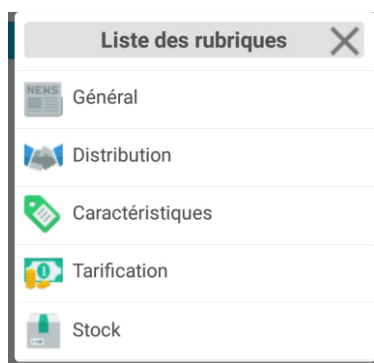 Liste des rubriques
NEWS
Général
Distribution
Caractéristiques
Tarification
Stock